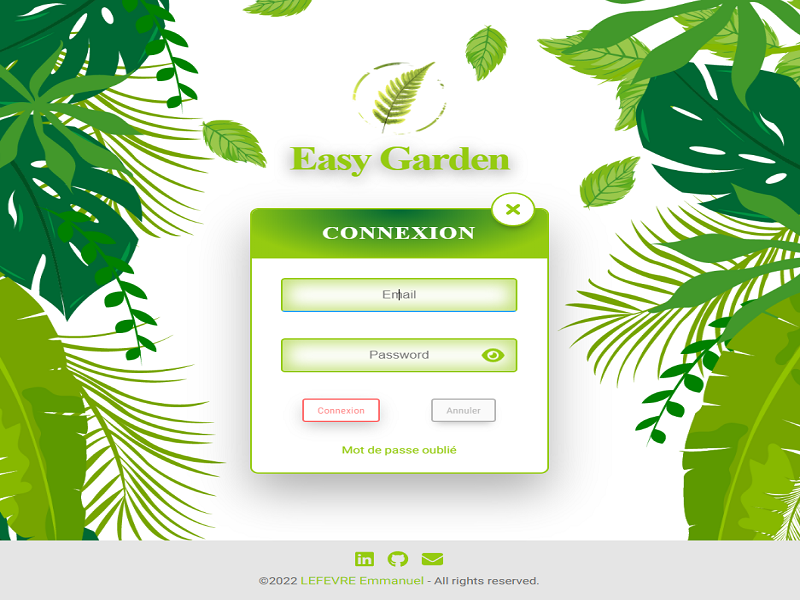 Easy Garden
CONNEXION
Email
Password
Connexion
Annuler
Mot de passe oublié
©2022 LEFEVRE Emmanuel - All rights reserved.